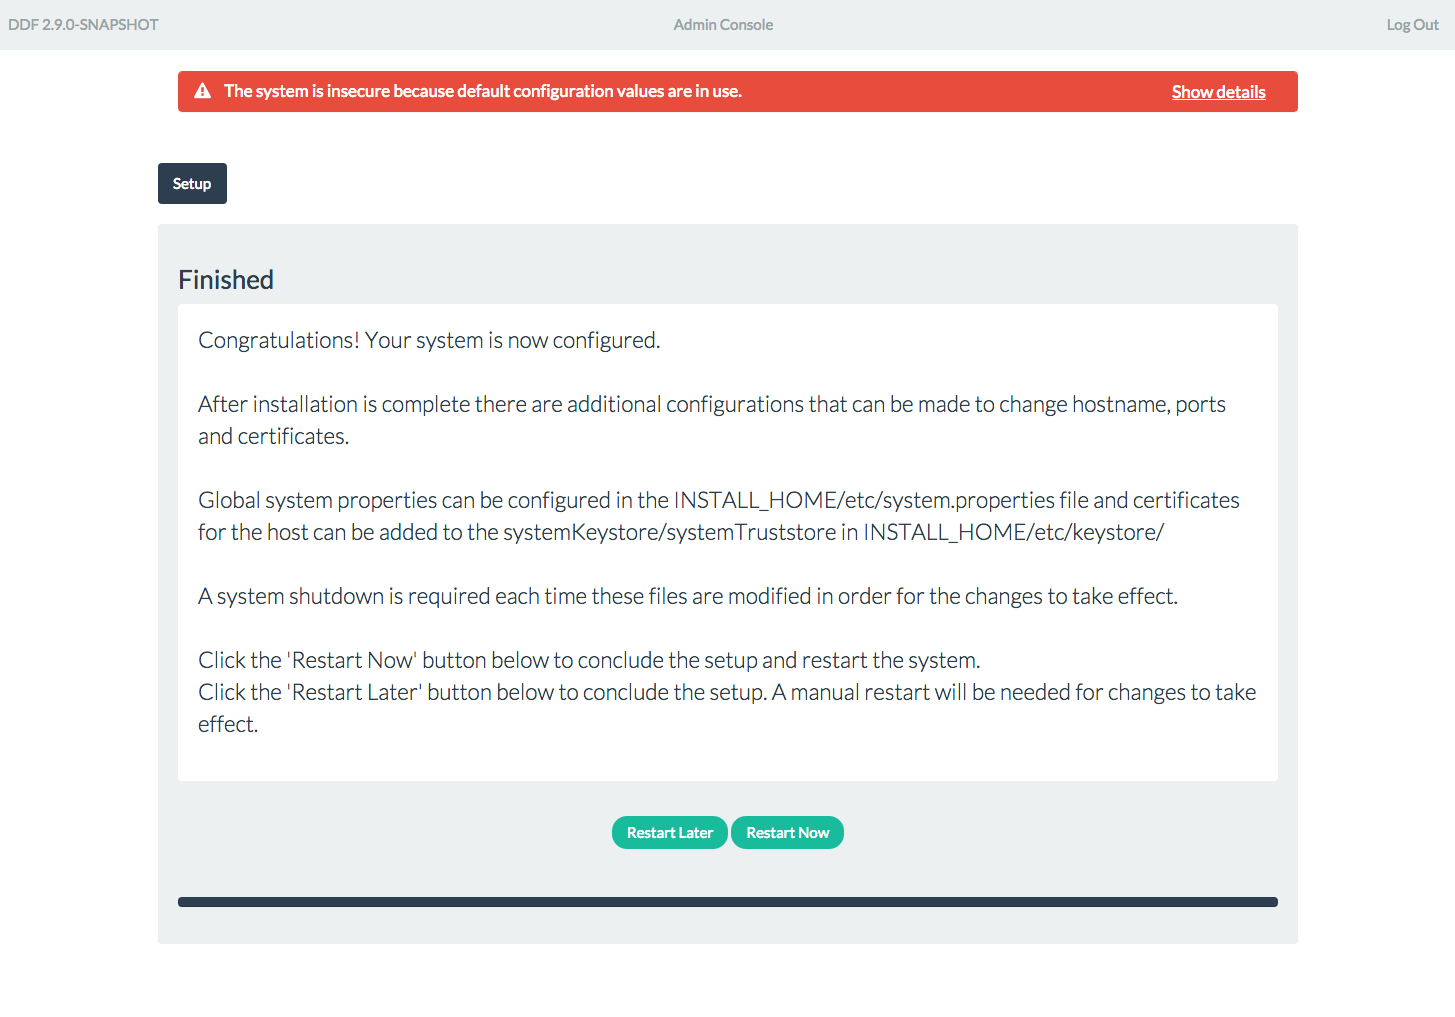 DDF 2.9.0-SNAPSHOT
Admin Console
Log Out
The system is insecure because default configuration values are in use.
Show details
Setup
Finished
Congratulations! Your system is now configured.
After installation is complete there are additional configurations that can be made to change hostname, ports
and certificates.
Global system properties can be configured in the INSTALL_HOME/etc/system.properties file and certificates
for the host can be added to the systemKeystore/systemTruststore in INSTALL_HOME/etc/keystore/
A system shutdown is required each time these files are modified in order for the changes to take effect.
Click the 'Restart Now' button below to conclude the setup and restart the system.
Click the 'Restart Later' button below to conclude the setup. A manual restart will be needed for changes to take
effect.
Restart Later
Restart Now